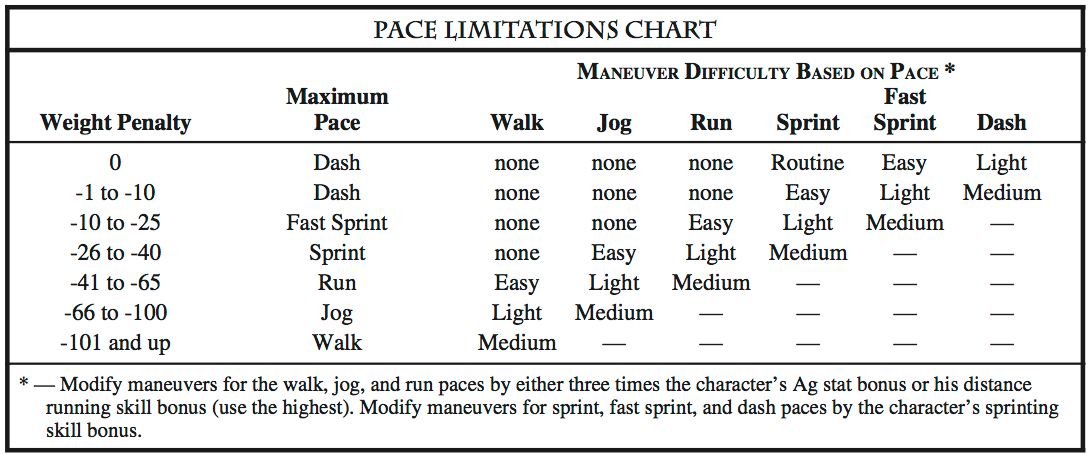 PACE LIMITATIONS CHART
MANEUVER DIFFICULTY BASED ON PACE *
Maximum Fast
Weight Penalty Pace Walk Jog Run Sprint Sprint Dash
0 Dash none none none Routine Easy Light
-1 to -10 Dash none none none Easy Light Medium
-10 to -25 Fast Sprint none none Easy Light Medium —
-26 to -40 Sprint none Easy Light Medium — —
-41 to -65 Run Easy Light Medium — — —
-66 to -100 Jog Light Medium — — — —
-101 and up Walk Medium — — — — —
* — Modify maneuvers for the walk, jog, and run paces by either three times the character’s Ag stat bonus or his distance
running skill bonus (use the highest). Modify maneuvers for sprint, fast sprint, and dash paces by the character’s sprinting
skill bonus.